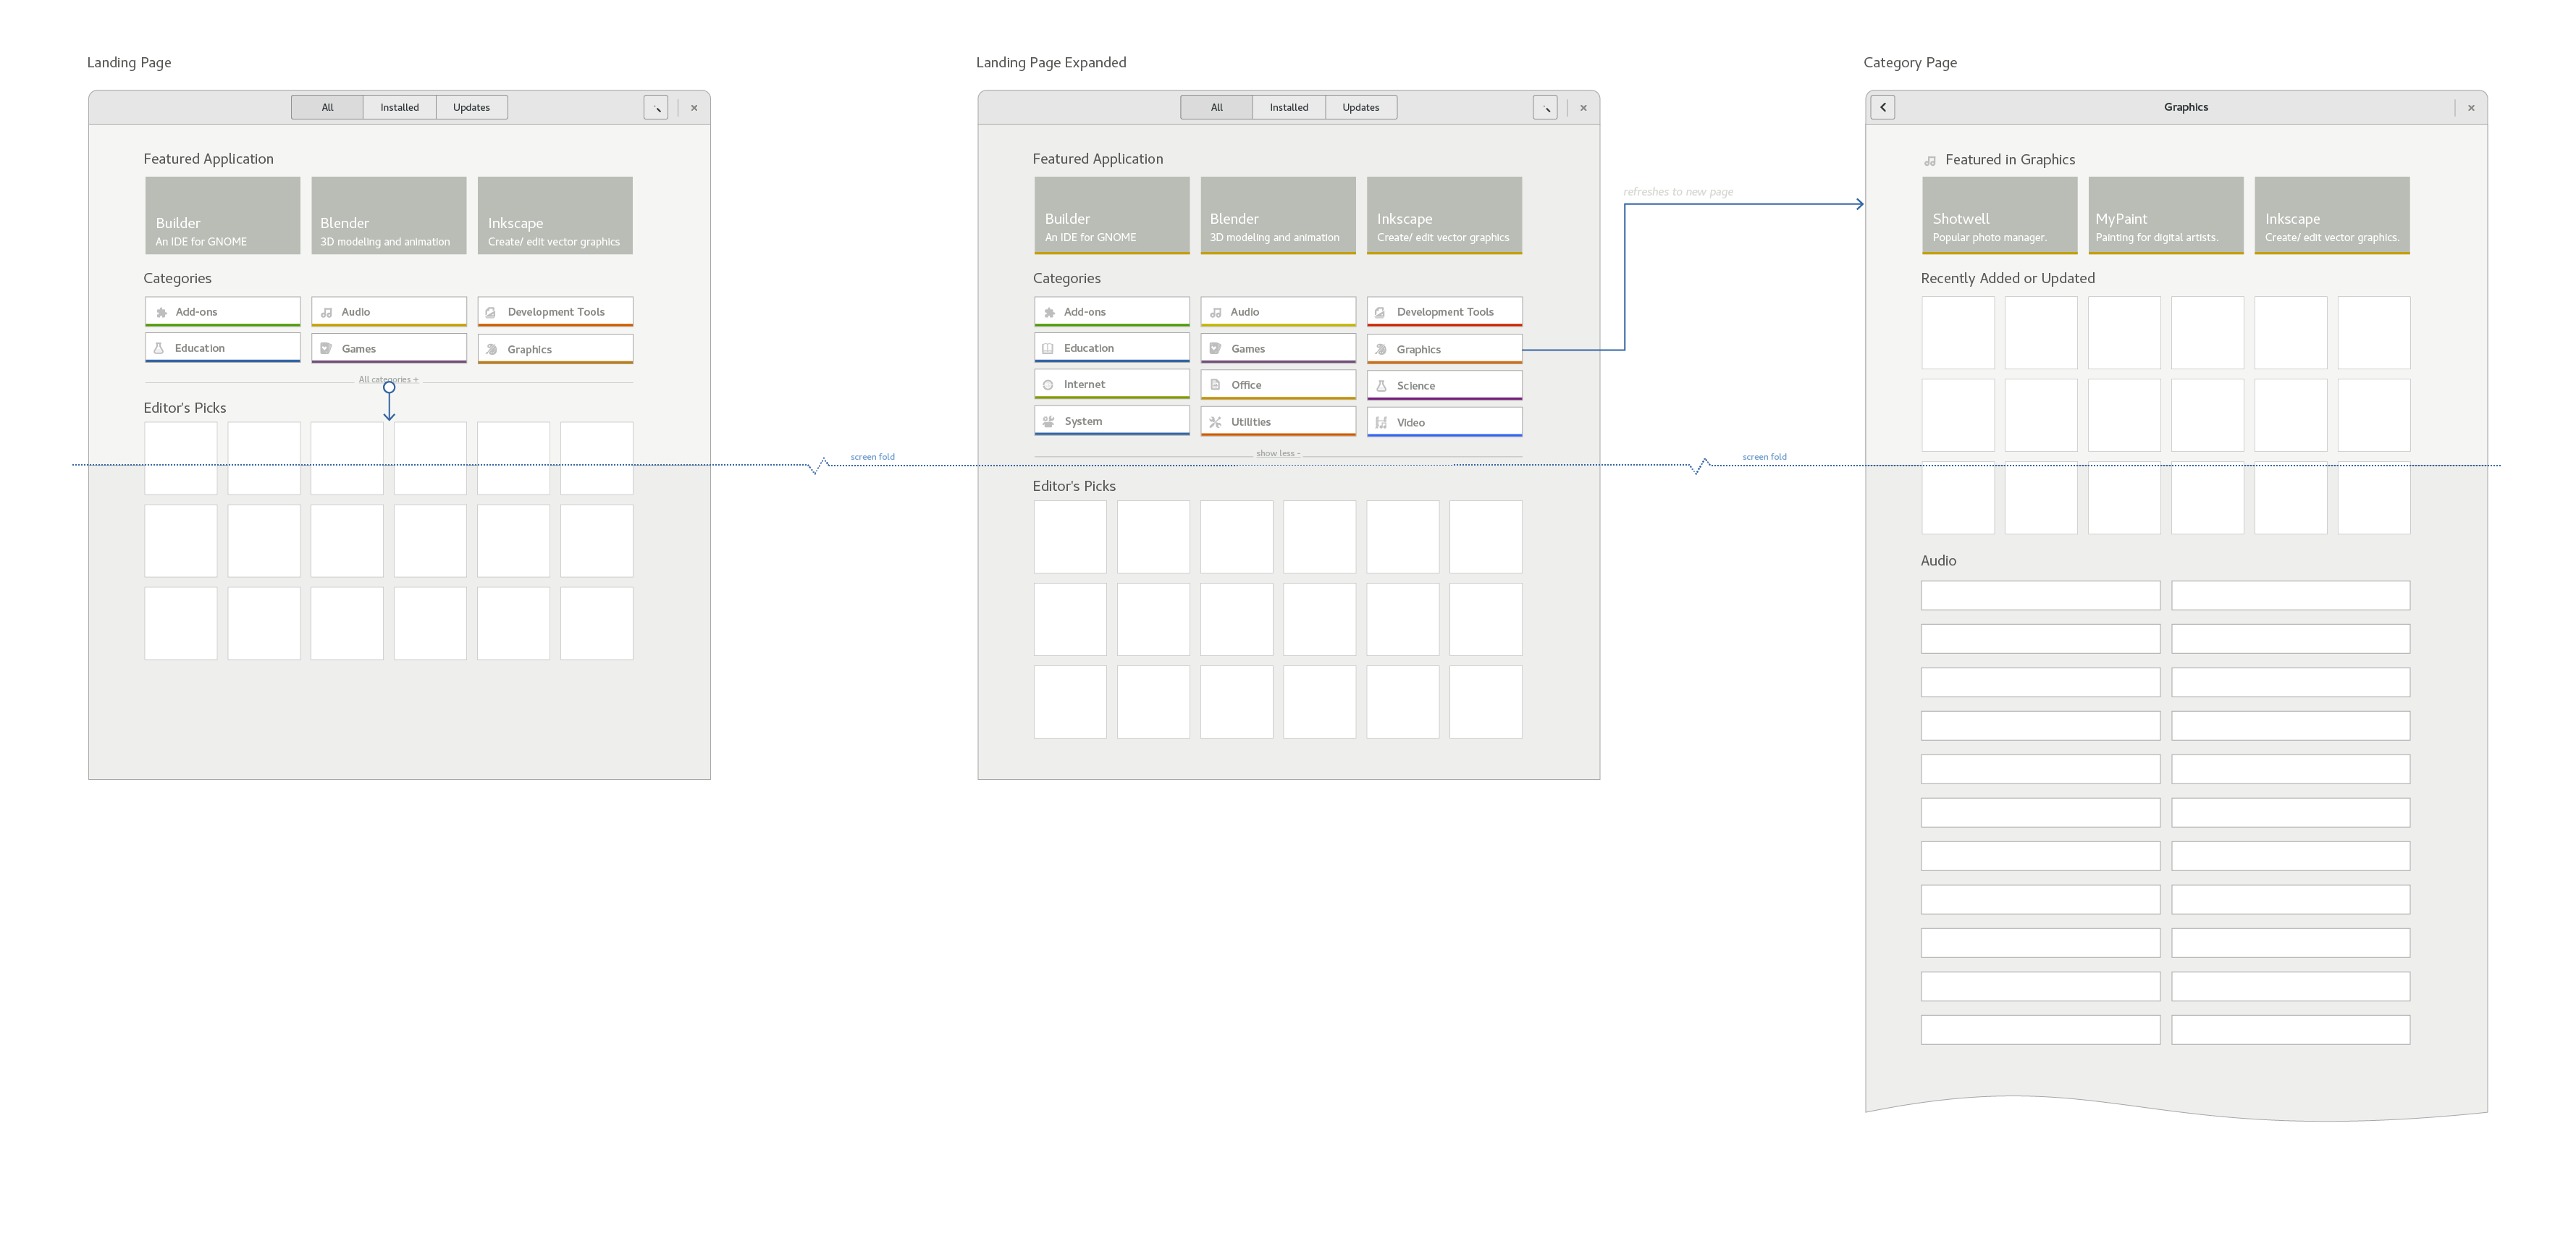 Landing Page
All Installed Updates
Featured Application
Builder
An IDE for GNOME
Blender
3D modeling and animation
Inkscape
Create/ edit vector graphics
Categories
Add-ons
Audio
Development Tools
Education
Games
Graphics
All categories +
Editor's Picks
screen fold
Landing Page Expanded
All Installed Updates
Featured Application
Builder
An IDE for GNOME
Blender
3D modeling and animation
Inkscape
Create/ edit vector graphics
Categories
Add-ons
Audio
Development Tools
Education
Games
Graphics
Internet
Office
Science
System
Utilities
Video
show less -
Editor's Picks
refreshes to new page
screen fold
Category Page
Graphics
Featured in Graphics
Shotwell
Popular photo manager.
MyPaint
Painting for digital artists.
Inkscape
Create/ edit vector graphics.
Recently Added or Updated
Audio